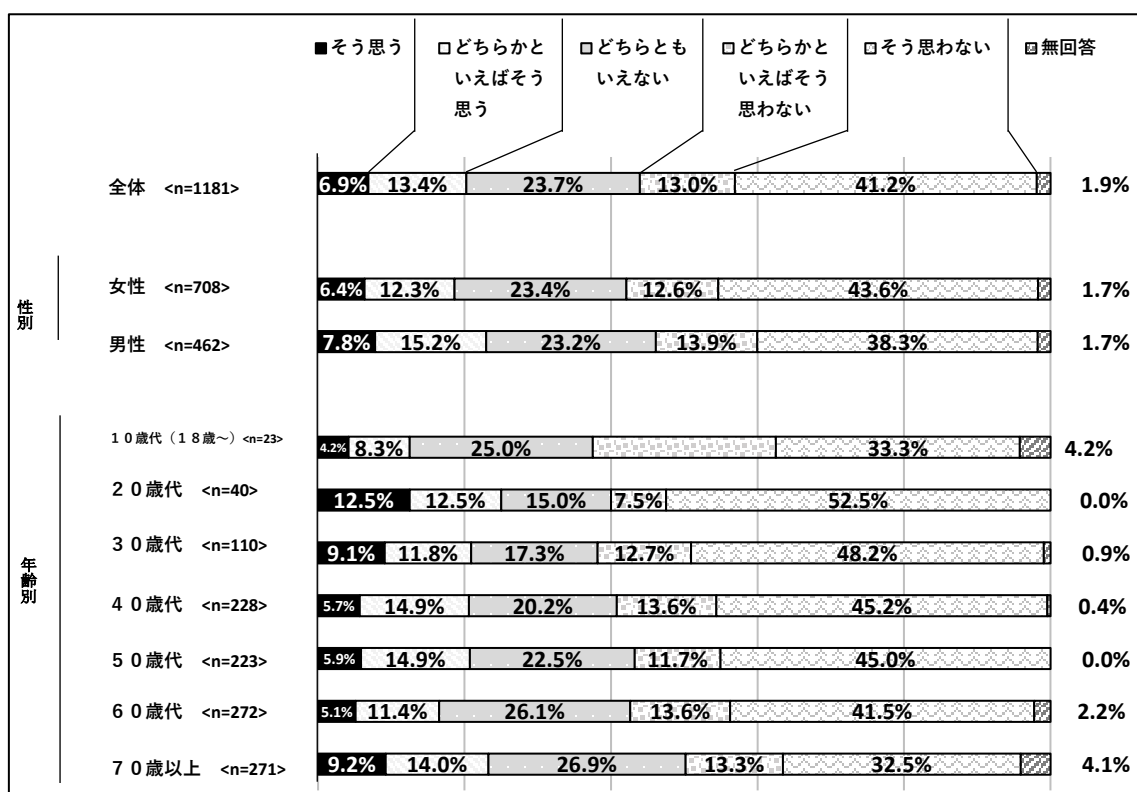 ■そう思う
□どちらかと
いえばそう
思う
□どちらとも
いえない
□どちらかと
いえばそう
思わない
□そう思わない
□無回答
全体 <n=1181> 6.9% 13.4% 23.7% 13.0% 41.2% 1.9%
性別
女性 <n=708> 6.4% 12.3% 23.4% 12.6% 43.6% 1.7%
男性 <n=462> 7.8% 15.2% 23.2% 13.9% 38.3% 1.7%
年齢別
１０歳代（１８歳～）<n=23> 4.2% 8.3% 25.0% 33.3% 4.2%
２０歳代 <n=40> 12.5% 12.5% 15.0% 7.5% 52.5% 0.0%
３０歳代 <n=110> 9.1% 11.8% 17.3% 12.7% 48.2% 0.9%
４０歳代 <n=228> 5.7% 14.9% 20.2% 13.6% 45.2% 0.4%
５０歳代 <n=223> 5.9% 14.9% 22.5% 11.7% 45.0% 0.0%
６０歳代 <n=272> 5.1% 11.4% 26.1% 13.6% 41.5% 2.2%
７０歳以上 <n=271> 9.2% 14.0% 26.9% 13.3% 32.5% 4.1%